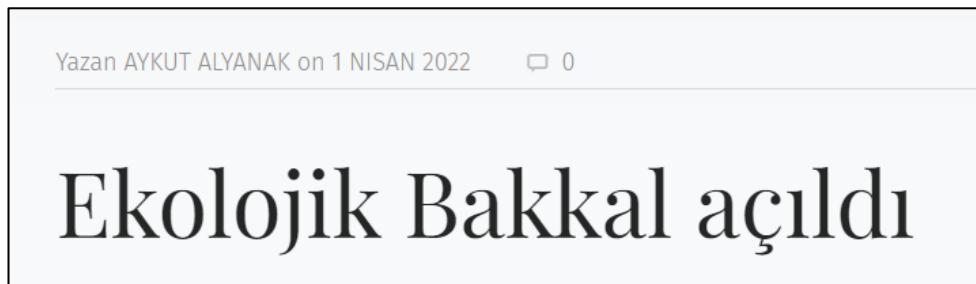 Yazan AYKUT ALYANAK on 1 NISAN 2022 0
Ekolojik Bakkal açıldı